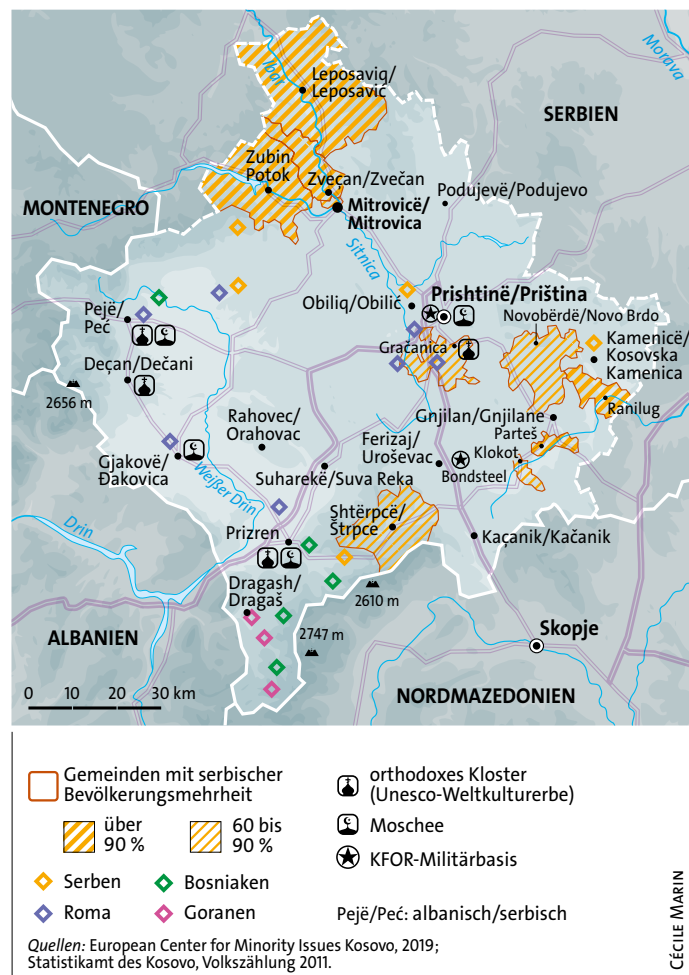 Ibar
Morava
Leposaviq/
Leposavić
SERBIEN
Zubin
Potok
Zveçan/Zvečan
Podujevë/Podujevo
MONTENEGRO
Mitrovicë/
Mitrovica
Sitnica
Prishtinë/Priština
Obiliq/Obilić
Novobërdë/Novo Brdo
Pejë/
Peć
Gračanica
Kamenicë/
Kosovska
Kamenica
Deçan/Dečani
2656 m
Ranilug
Rahovec/
Orahovac
Gnjilan/Gnjilane
Parteš
Ferizaj/
Uroševac
Klokot
Gjakovë/
Đakovica
Bondsteel
Suharekë/Suva Reka
Weißer Drin
Shtërpcë/
Štrpce
Drin
Prizren
Kaçanik/Kačanik
Dragash/
Dragaš
2610 m
ALBANIEN
2747 m
Skopje
0 10 20 30 km
NORDMAZEDONIEN
Gemeinden mit serbischer
Bevölkerungsmehrheit
über
90 %
60 bis
90 %
Serben
Bosniaken
Roma
Goranen
orthodoxes Kloster
(Unesco-Weltkulturerbe)
Moschee
KFOR-Militärbasis
Pejë/Peć: albanisch/serbisch
Quellen: European Center for Minority Issues Kosovo, 2019;
Statistikamt des Kosovo, Volkszählung 2011.
CÉCILE MARIN